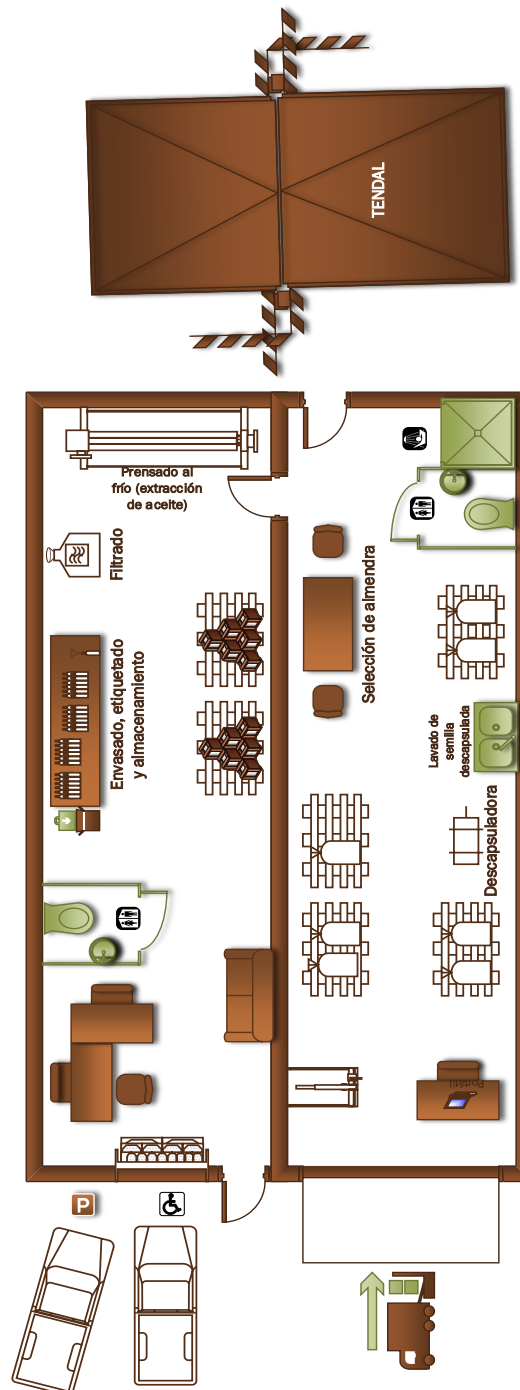 TENDAL
Prensado al
frío (extracción
de aceite)
Filtrado
Envasado, etiquetado
y almacenamiento
Selección de almendra
Lavado de
semilla
descapsulada
Descapsuladora
Portátil
P